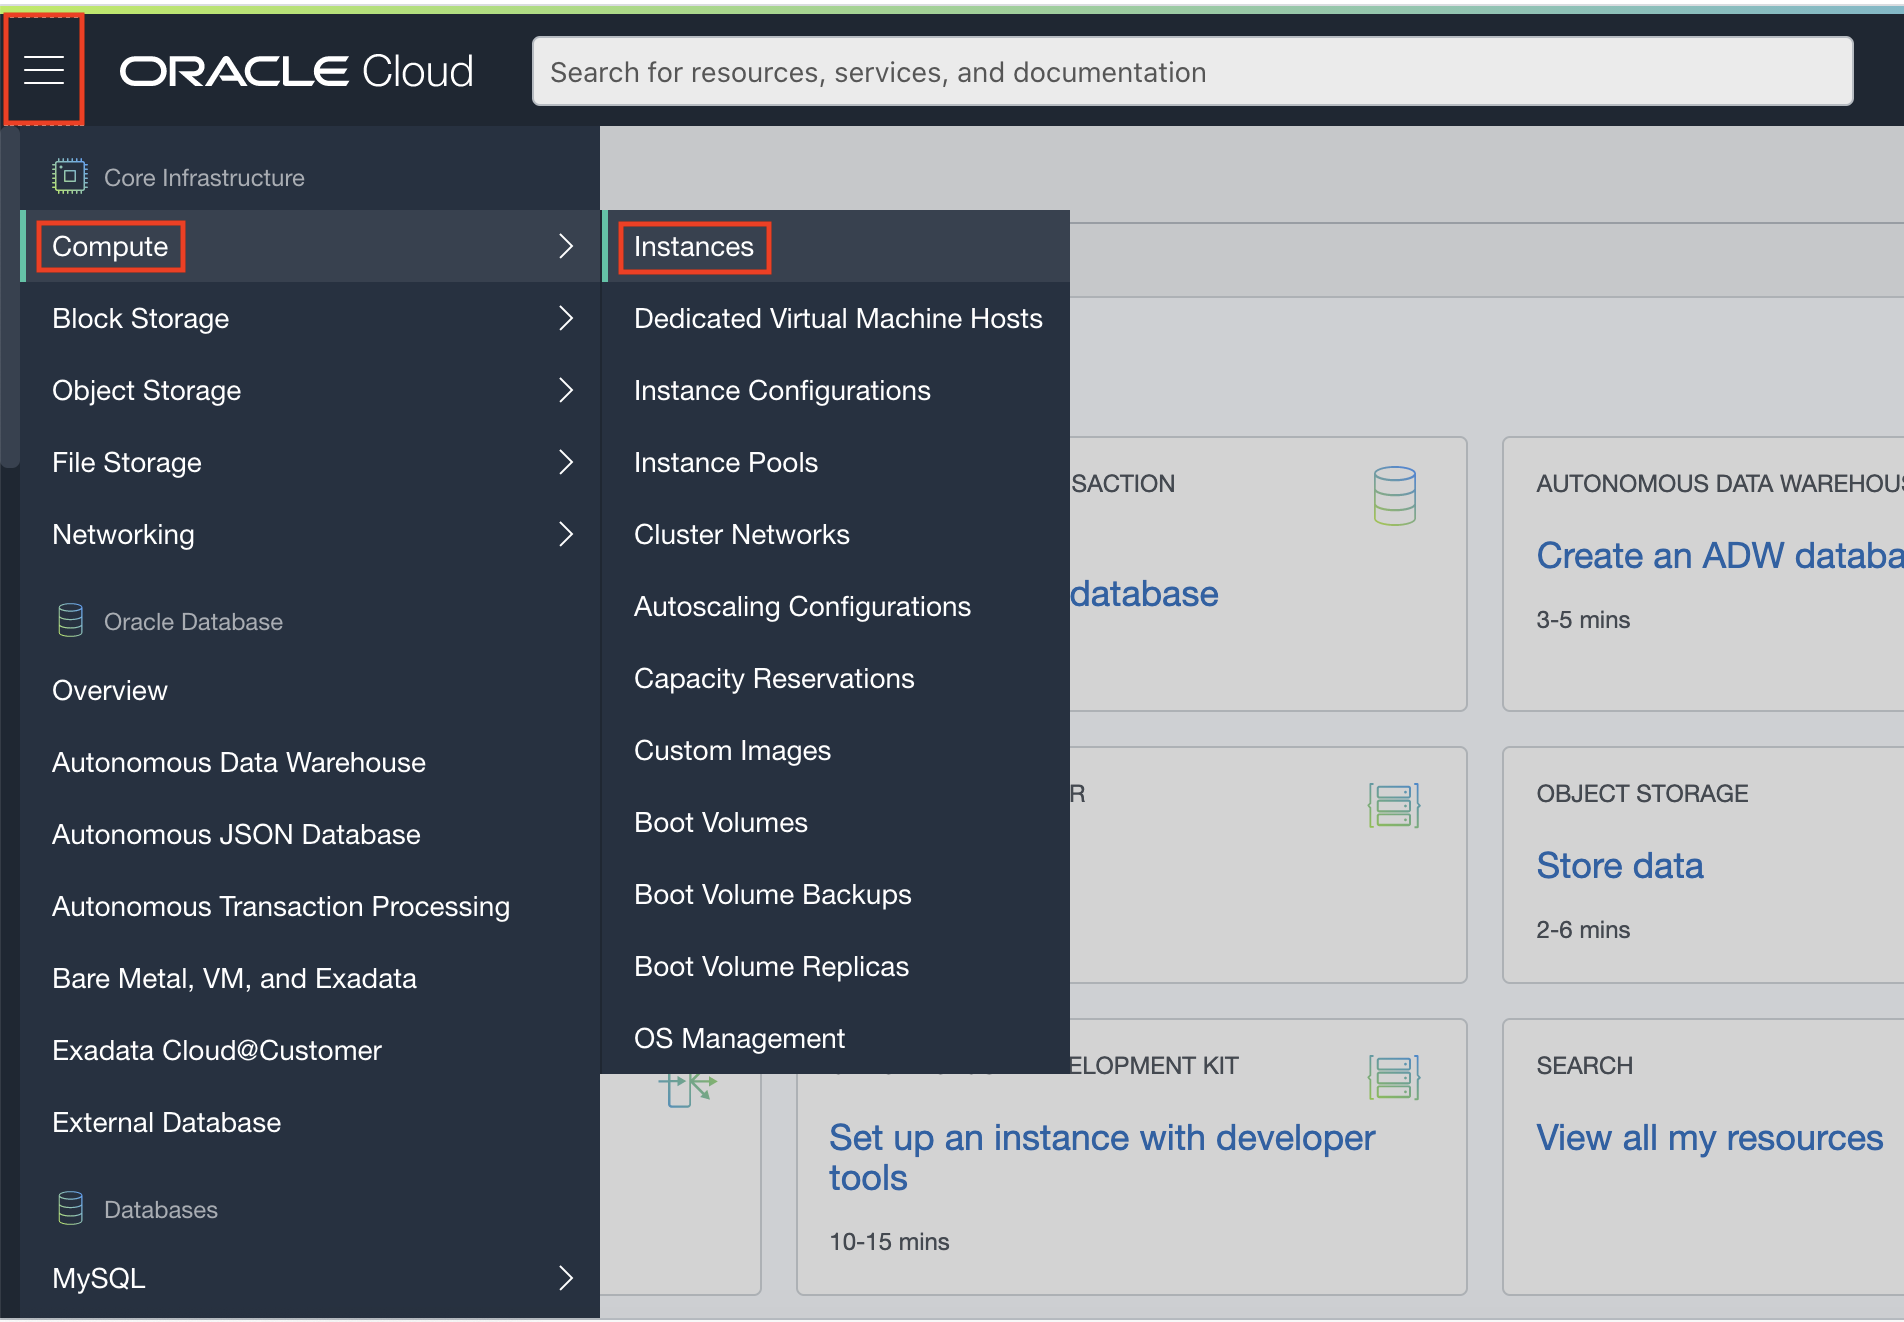 ORACLE Cloud
Search for resources, services, and documentation
Core Infrastructure
Compute
Block Storage
Object Storage
File Storage
Networking
Oracle Database
Overview
Autonomous Data Warehouse
Autonomous JSON Database
Autonomous Transaction Processing
Bare Metal, VM, and Exadata
Exadata Cloud@Customer
External Database
Databases
MySQL
Instances
Dedicated Virtual Machine Hosts
Instance Configurations
Instance Pools
Cluster Networks
Autoscaling Configurations
Capacity Reservations
Custom Images
Boot Volumes
Boot Volume Backups
Boot Volume Replicas
OS Management
SACTION
database
AUTONOMOUS DATA WAREHOUS
Create an ADW databa
3-5 mins
R
OBJECT STORAGE
Store data
2-6 mins
ELOPMENT KIT
Set up an instance with developer
tools
10-15 mins
SEARCH
View all my resources